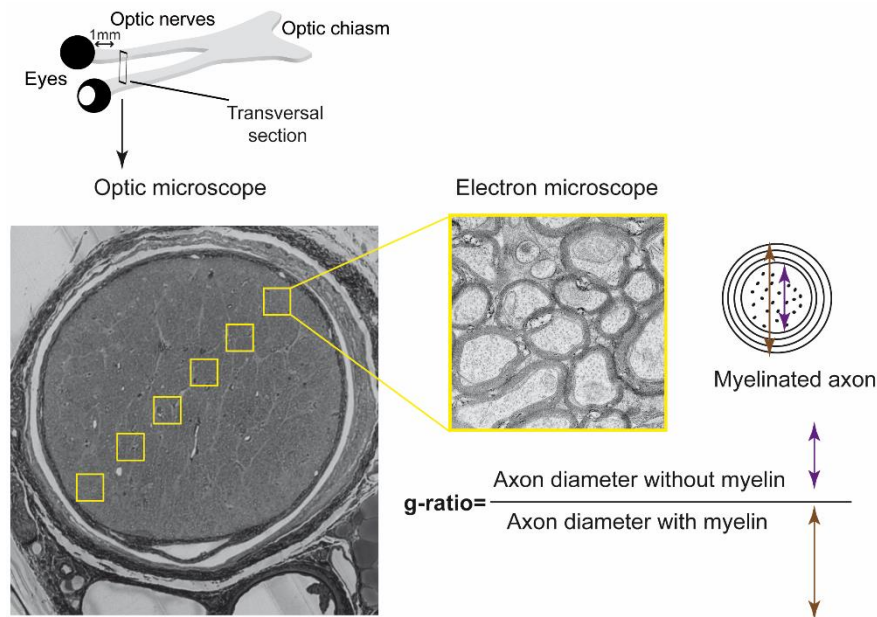 Optic nerves
1mm
Optic chiasm
Eyes
Transversal
section
Optic microscope
Electron microscope
Myelinated axon
g-ratio=
Axon diameter without myelin
Axon diameter with myelin